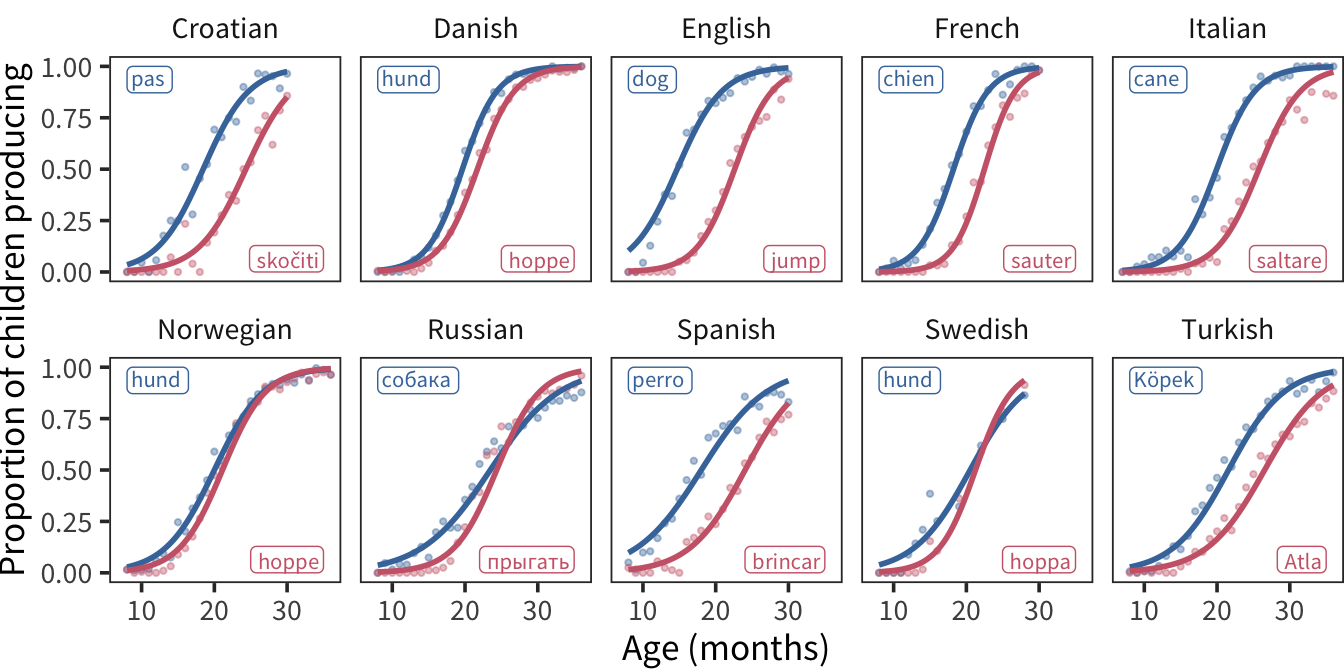 Croatian
Danish
English
French
Italian
Proportion of children producing
1.00
0.75
0.50
0.25
0.00
pas
skočiti
hund
hoppe
dog
jump
chien
sauter
cane
saltare
Norwegian
Russian
Spanish
Swedish
Turkish
1.00
0.75
0.50
0.25
0.00
hund
hoppe
собака
прыгать
perro
brincar
hund
hoppa
Köpek
Atla
10 20 30
10 20 30
10 20 30
10 20 30
10 20 30
Age (months)